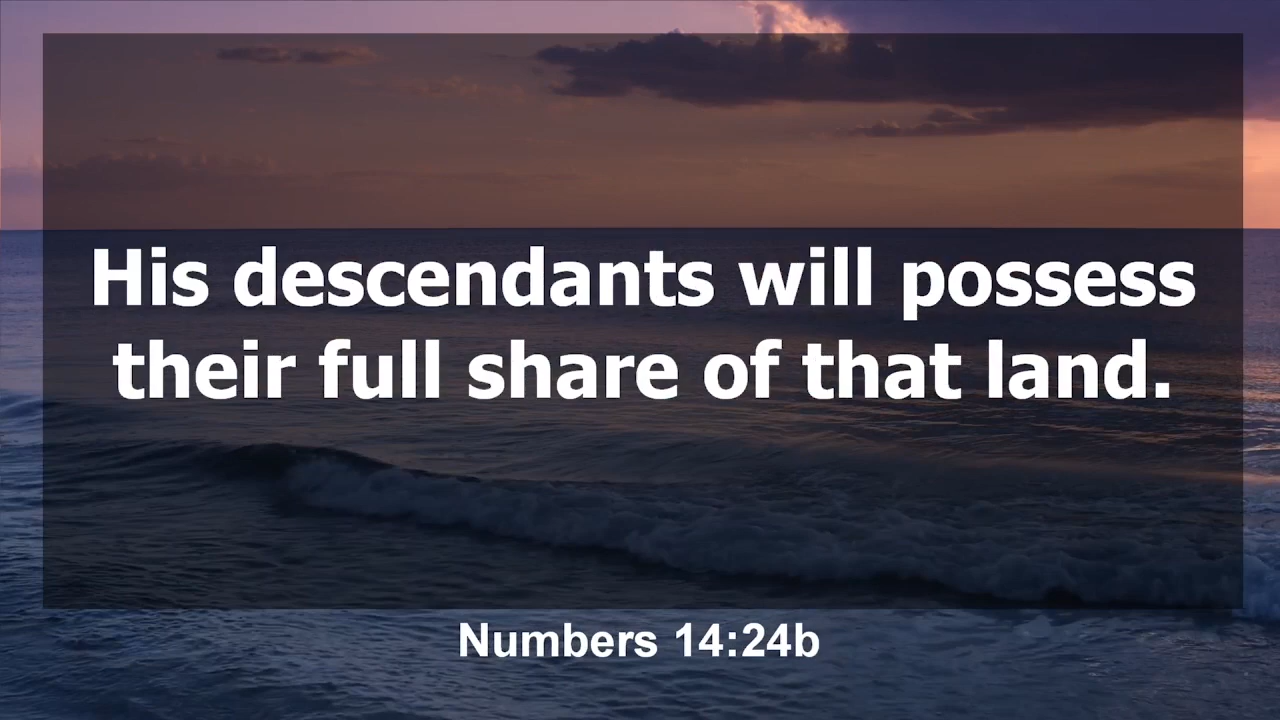 His descendants will possess
their full share of that land.
Numbers 14:24b